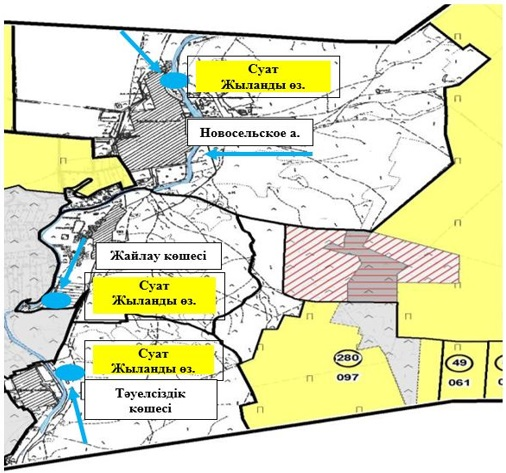 Суат
Жыланды өз.
Новосельское а.
Жайлау көшесі
Суат
Жыланды өз.
Суат
Жыланды өз.
Тәуелсіздік
көшесі
280
097
49
061